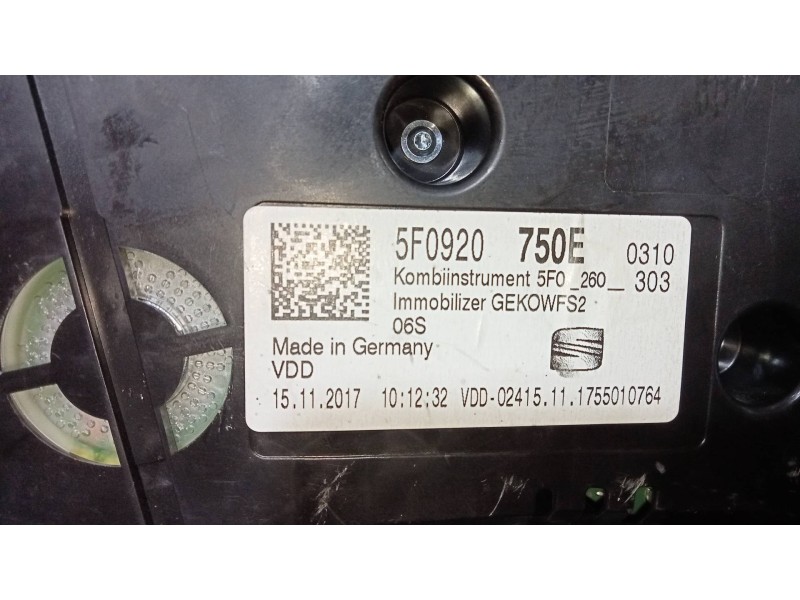 5F0920 750E 0310
Kombiinstrument 5F0_260_ 303
Immobilizer GEKOWFS2
06S
Made in Germany
VDD
15.11.2017 10:12:32 VDD-02415.11.1755010764